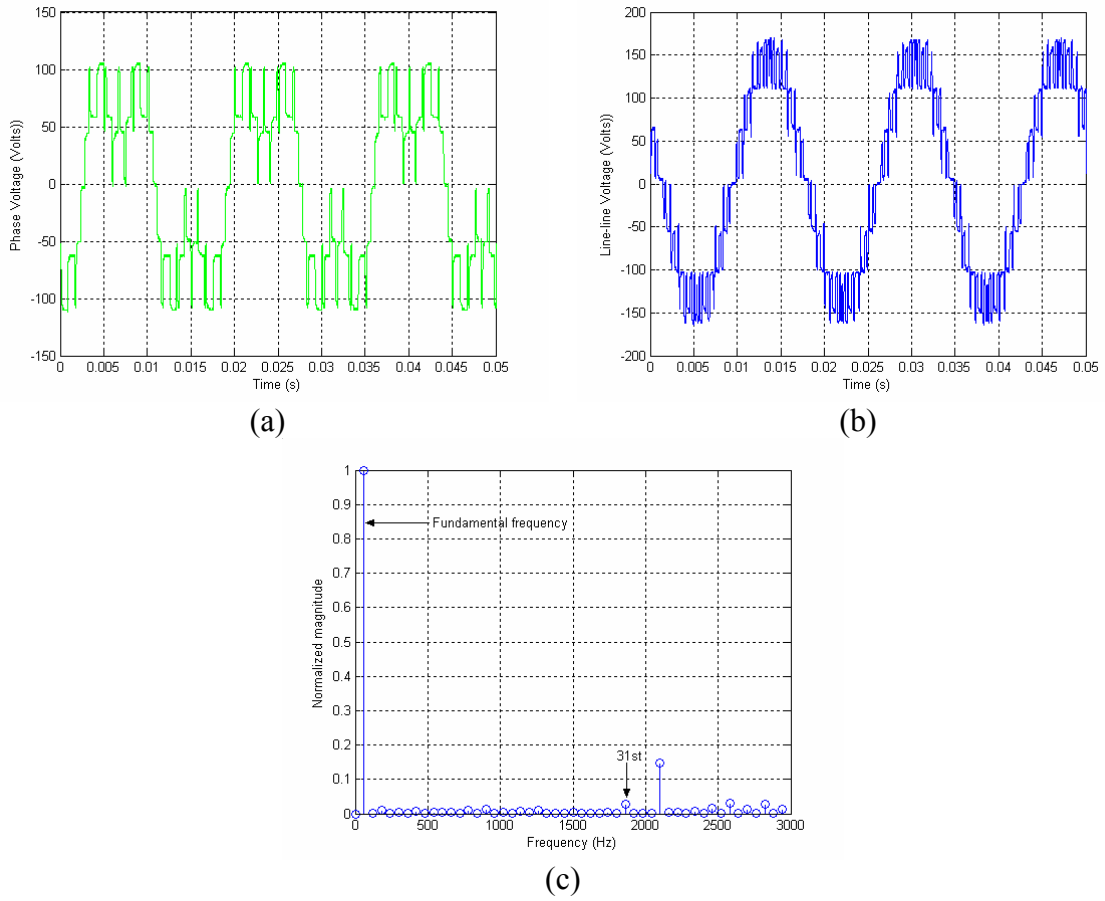 150
100
50
0
-50
-100
-150
Phase Voltage (Volts))
0 0.005 0.01 0.015 0.02 0.025 0.03 0.035 0.04 0.045 0.05
Time (s)
(a)
200
150
100
50
0
-50
-100
-150
-200
Line-line Voltage (Volts))
0 0.005 0.01 0.015 0.02 0.025 0.03 0.035 0.04 0.045 0.05
Time (s)
(b)
1
0.9
0.8
0.7
0.6
0.5
0.4
0.3
0.2
0.1
0
Normalized magnitude
Fundamental frequency
31st
0 500 1000 1500 2000 2500 3000
Frequency (Hz)
(c)